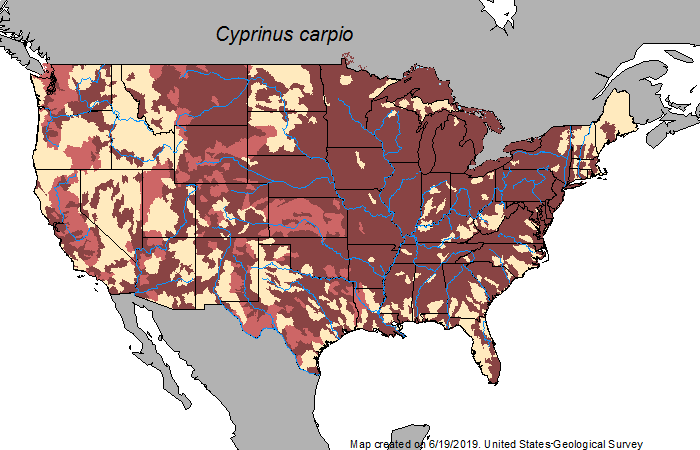 Cyprinus carpio
Map created on 6/19/2019. United States Geological Survey